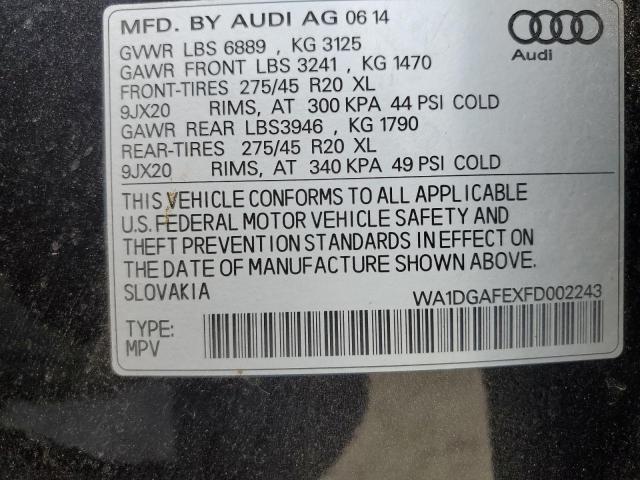 MFD. BY AUDI AG 06 14
GVWR LBS 6889 , KG 3125
GAWR FRONT LBS 3241 , KG 1470
FRONT-TIRES 275/45 R20 XL
9JX20 RIMS, AT 300 KPA 44 PSI COLD
GAWR REAR LBS3946 , KG 1790
REAR-TIRES 275/45 R20 XL
9JX20 RIMS, AT 340 KPA 49 PSI COLD
Audi
THIS VEHICLE CONFORMS TO ALL APPLICABLE
U.S. FEDERAL MOTOR VEHICLE SAFETY AND
THEFT PREVENTION STANDARDS IN EFFECT ON
THE DATE OF MANUFACTURE SHOWN ABOVE.
SLOVAKIA WA1DGAFEXFD002243
TYPE:
MPV